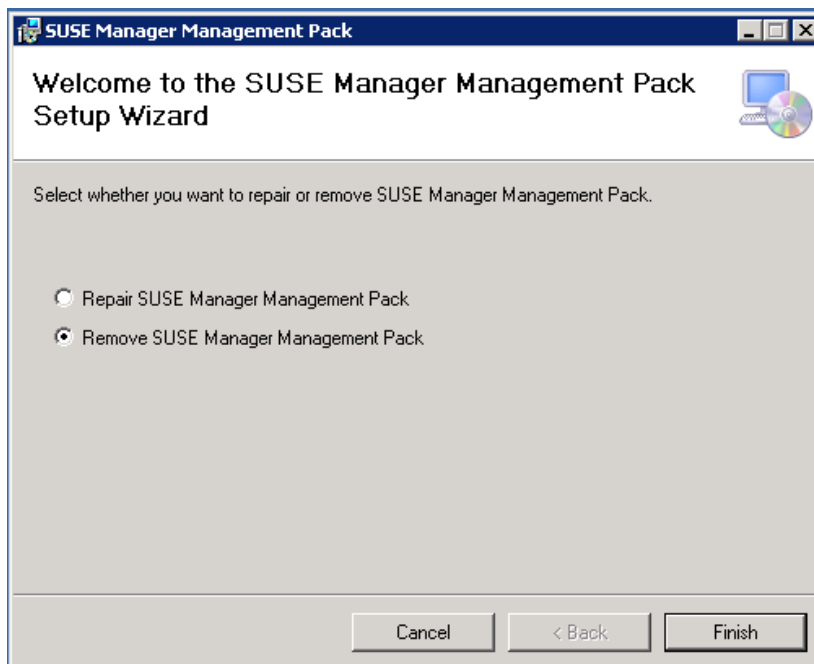 SUSE Manager Management Pack
Welcome to the SUSE Manager Management Pack
Setup Wizard
Select whether you want to repair or remove SUSE Manager Management Pack.
Repair SUSE Manager Management Pack
Remove SUSE Manager Management Pack
Cancel
< Back
Finish